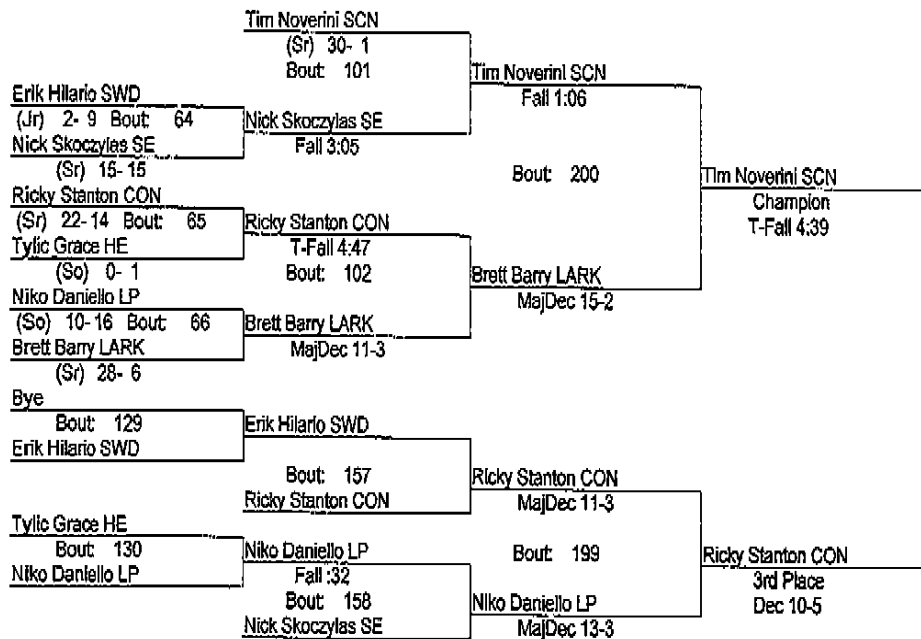 Tim Noverini SCN
(Sr) 30- 1
Bout: 101
Tim Noverini SCN
Fall 1:06
Erik Hilario SWD
(Jr) 2- 9 Bout: 64
Nick Skoczylas SE
Fall 3:05
Nick Skoczylas SE
(Sr) 15- 15
Bout: 200
Tim Noverini SCN
Champion
T-Fall 4:39
Ricky Stanton CON
(Sr) 22- 14 Bout: 65
Ricky Stanton CON
T-Fall 4:47
Bout: 102
Tylic Grace HE
(So) 0- 1
Brett Barry LARK
MajDec 15-2
Niko Daniello LP
(So) 10- 16 Bout: 66
Brett Barry LARK
MajDec 11-3
Brett Barry LARK
(Sr) 28- 6
Bye
Bout: 129
Erik Hilario SWD
Erik Hilario SWD
Bout: 157
Ricky Stanton CON
Ricky Stanton CON
MajDec 11-3
Tylic Grace HE
Bout: 130
Niko Daniello LP
Niko Daniello LP
Fall :32
Bout: 158
Nick Skoczylas SE
Bout: 199
Niko Daniello LP
MajDec 13-3
Ricky Stanton CON
3rd Place
Dec 10-5